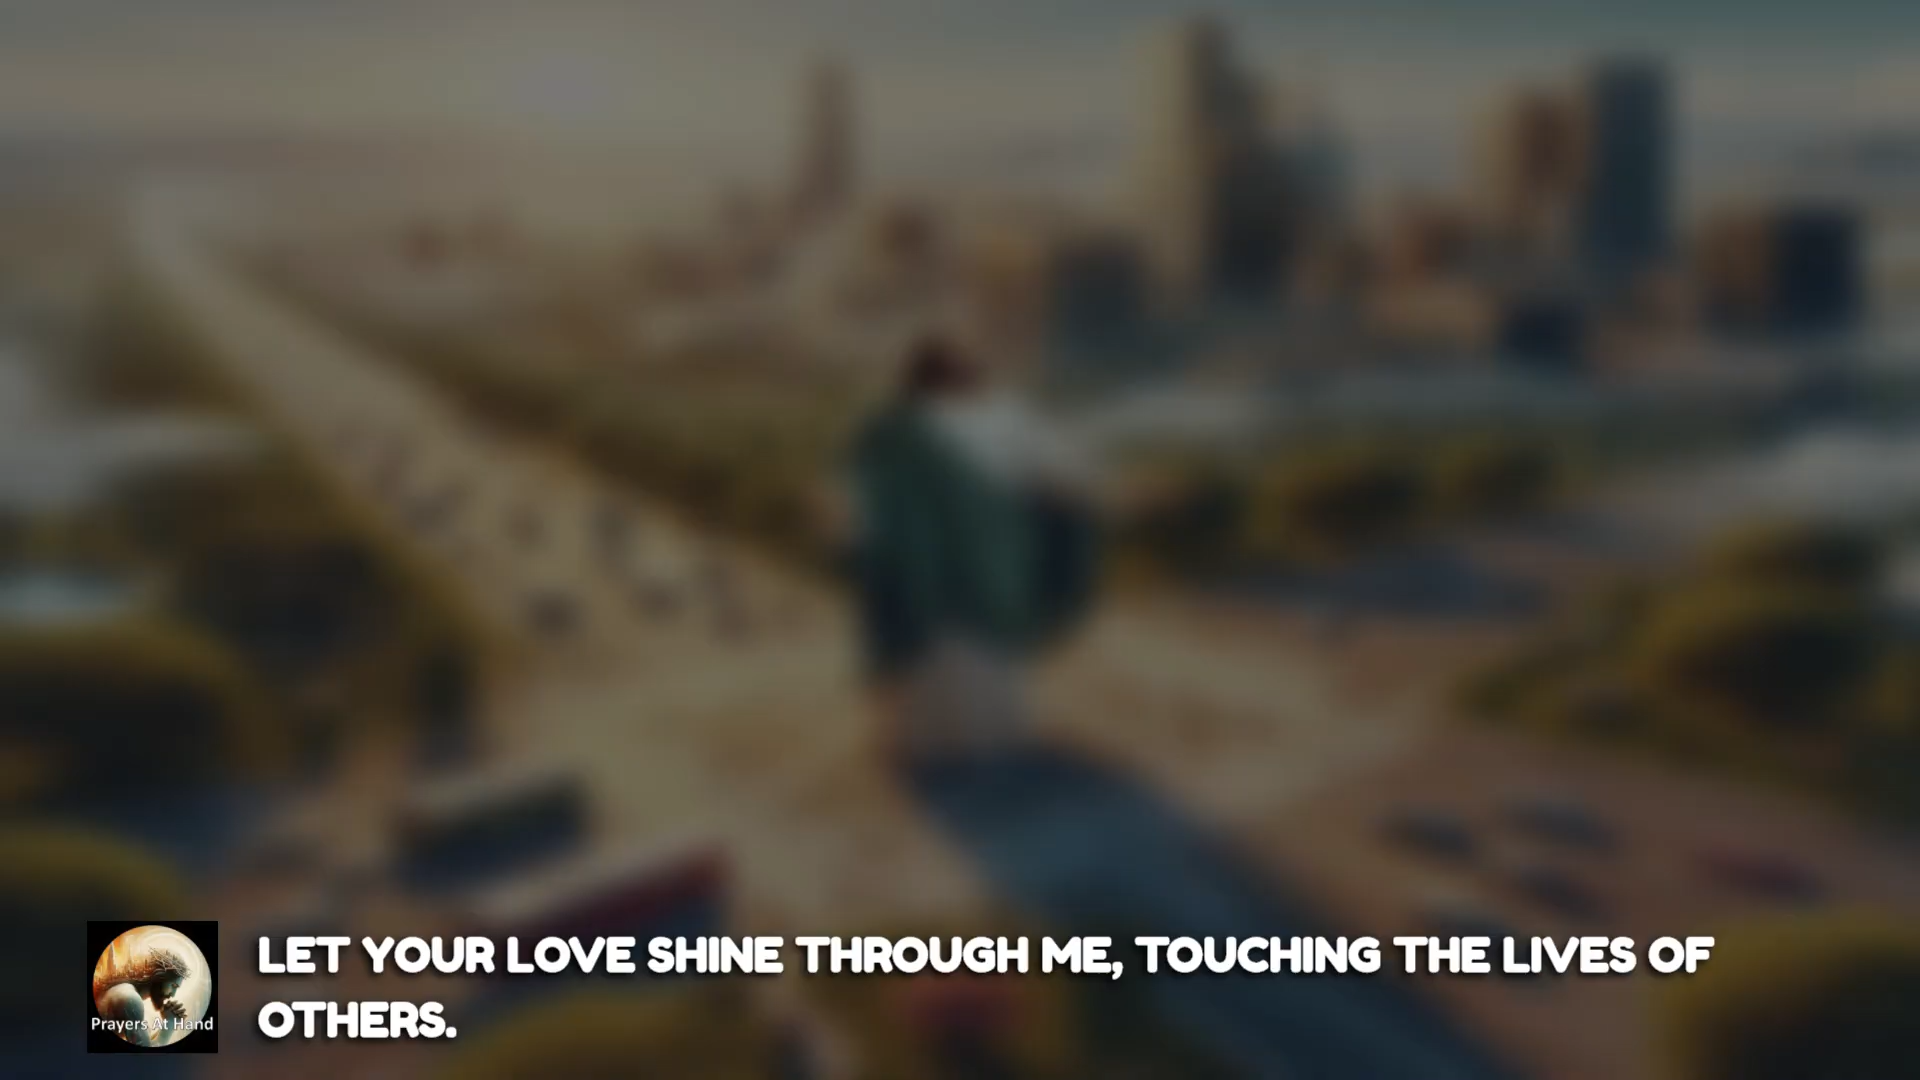 LET YOUR LOVE SHINE THROUGH ME, TOUCHING THE LIVES OF
OTHERS.
Prayers At Hand